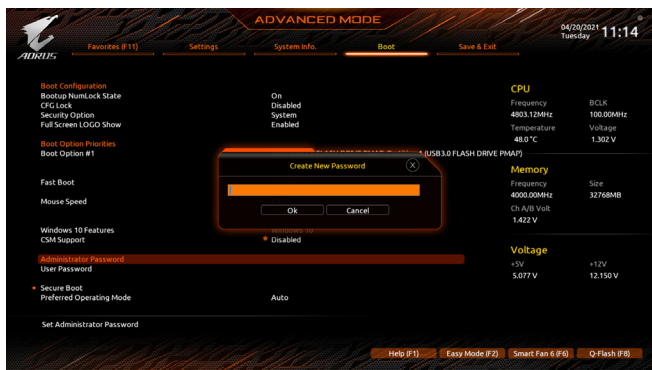 ADVANCED MODE
04/20/2021 Tuesday 11:14
AORUS
Favorites (F11) Settings System Info. Boot Save & Exit
Boot Configuration
Bootup NumLock State On
CFG Lock Disabled
Security Option System
Full Screen LOGO Show Enabled
Boot Option Priorities
Boot Option #1 (USB3.0 FLASH DRIVE PMAP)
Create New Password
Ok Cancel
Fast Boot
Mouse Speed
Windows 10 Features Windows 10
CSM Support Disabled
Administrator Password
User Password
Secure Boot
Preferred Operating Mode Auto
Set Administrator Password
CPU
Frequency BCLK
4803.12MHz 100.00MHz
Temperature Voltage
48.0 °C 1.302 V
Memory
Frequency Size
4000.00MHz 32768MB
Ch A/B Volt
1.422 V
Voltage
+5V +12V
5.077 V 12.150 V
Help (F1) Easy Mode (F2) Smart Fan 6 (F6) Q-Flash (F8)